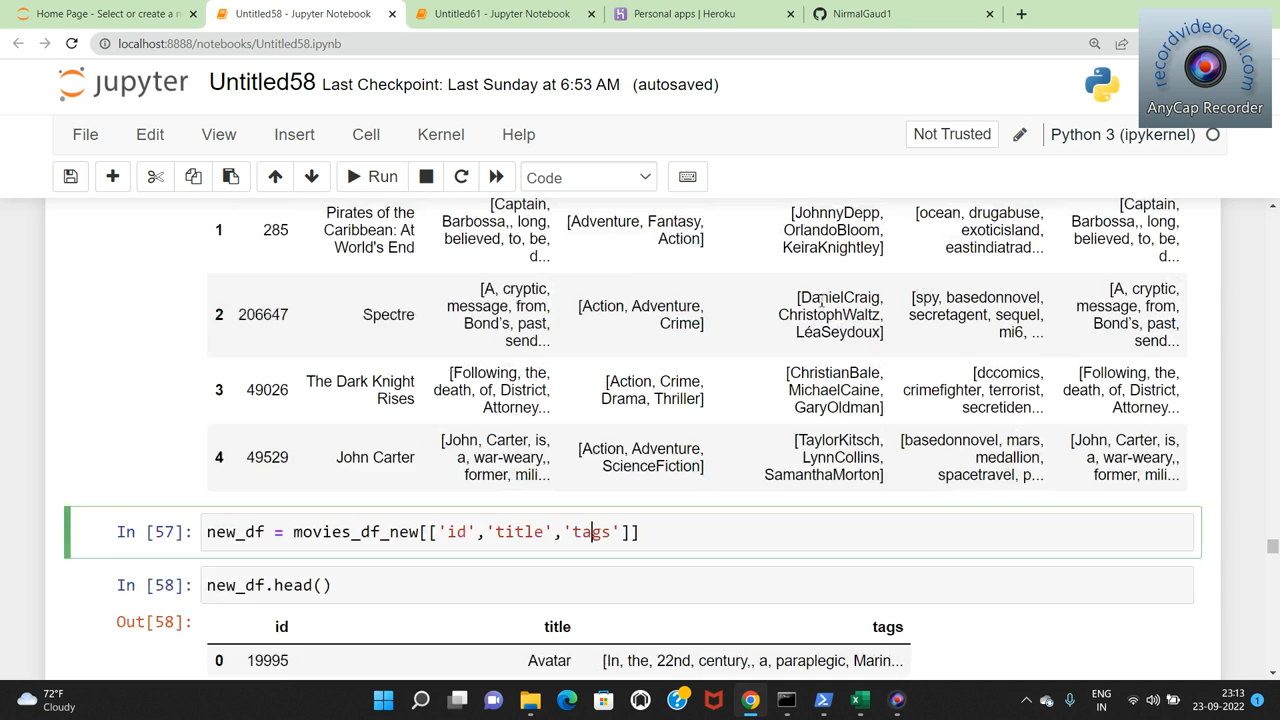 Home Page - Select or create a n
Untitled58 - Jupyter Notebook
Untitled61 - Jupyter Notebook
Personal apps | Heroku
NirmalGaud1
localhost:8888/notebooks/Untitled58.ipynb
recordvideocall.com
AnyCap Recorder
jupyter Untitled58 Last Checkpoint: Last Sunday at 6:53 AM (autosaved)
File Edit View Insert Cell Kernel Help
Not Trusted
Python 3 (ipykernel)
Run
Code
[Captain,
Barbossa,, long,
believed, to, be,
d...
1 285
Pirates of the
Caribbean: At
World's End
[Adventure, Fantasy,
Action]
[JohnnyDepp,
OrlandoBloom,
KeiraKnightley]
[ocean, drugabuse,
exoticisland,
eastindiatrad...
[Captain,
Barbossa,, long,
believed, to, be,
d...
2 206647
Spectre
[A, cryptic,
message, from,
Bond's, past,
send...
[Action, Adventure,
Crime]
[DanielCraig,
ChristophWaltz,
LéaSeydoux]
[spy, basedonnovel,
secretagent, sequel,
mi6, ...
[A, cryptic,
message, from,
Bond's, past,
send...
3 49026
The Dark Knight
Rises
[Following, the,
death, of, District,
Attorney...
[Action, Crime,
Drama, Thriller]
[ChristianBale,
MichaelCaine,
GaryOldman]
[dccomics,
crimefighter, terrorist,
secretiden...
[Following, the,
death, of, District,
Attorney...
4 49529
John Carter
[John, Carter, is,
a, war-weary,,
former, mili...
[Action, Adventure,
ScienceFiction]
[TaylorKitsch,
LynnCollins,
SamanthaMorton]
[basedonnovel, mars,
medallion,
spacetravel, p...
[John, Carter, is,
a, war-weary,,
former, mili...
In [57]: new_df = movies_df_new[['id','title','tags']]
In [58]: new_df.head()
Out[58]:
id title tags
0 19995 Avatar [In, the, 22nd, century,, a, paraplegic, Marin...
72°F
Cloudy
ENG
IN
23:13
23-09-2022